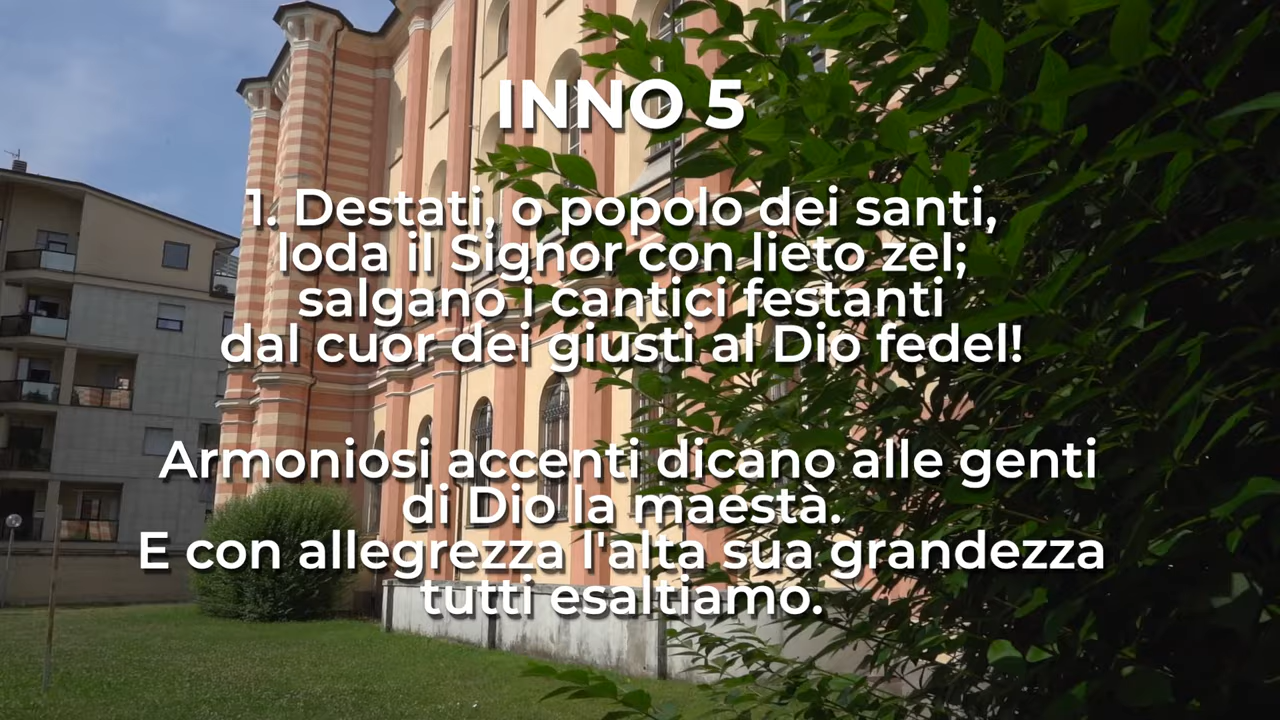 INNO 5
1. Destati, o popolo dei santi,
loda il Signor con lieto zel;
salgano i cantici festanti
dal cuor dei giusti al Dio fedel!
Armoniosi accenti dicano alle genti
di Dio la maestà.
E con allegrezza l'alta sua grandezza
tutti esaltiamo.